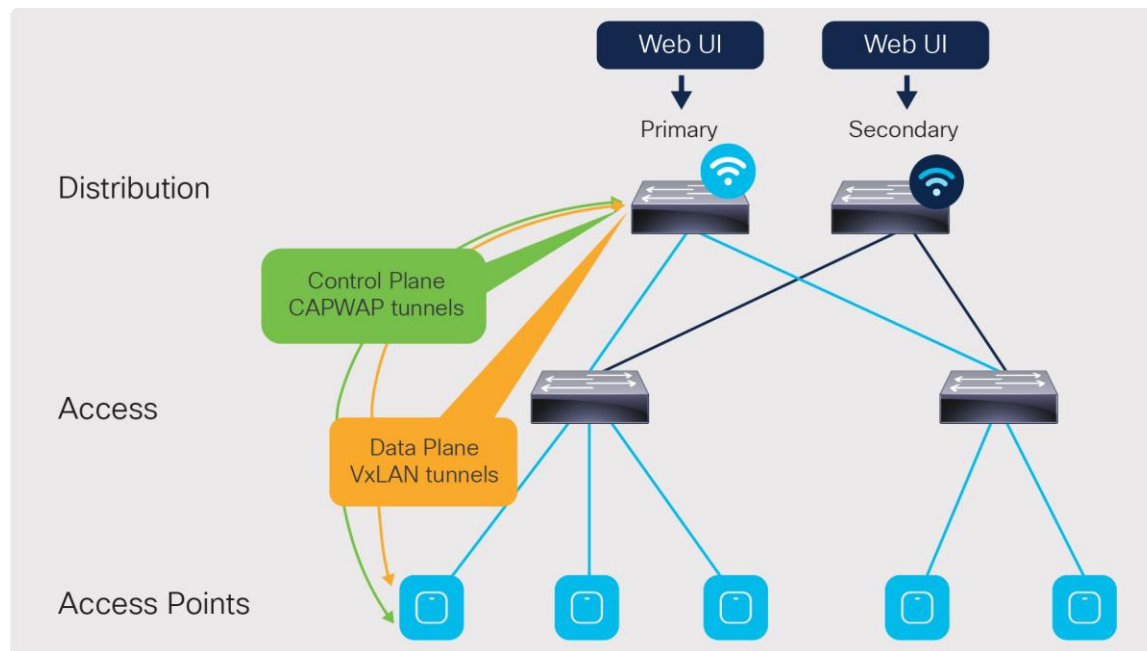 Web UI
Web UI
Primary
Secondary
Distribution
Control Plane
CAPWAP tunnels
Access
Data Plane
VxLAN tunnels
Access Points